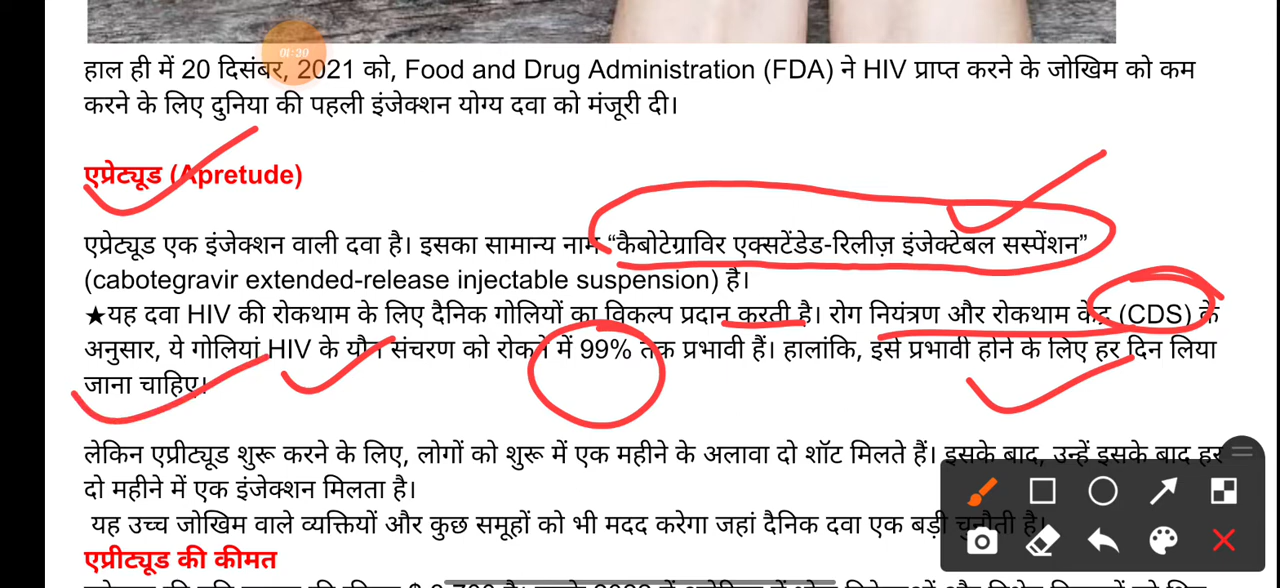 01:30
हाल ही में 20 दिसंबर, 2021 को, Food and Drug Administration (FDA) ने HIV प्राप्त करने के जोखिम को कम
करने के लिए दुनिया की पहली इंजेक्शन योग्य दवा को मंजूरी दी।
एप्रेट्यूड (Apretude)
एप्रेट्यूड एक इंजेक्शन वाली दवा है। इसका सामान्य नाम “कैबोटेग्राविर एक्सटेंडेड-रिलीज़ इंजेक्टेबल सस्पेंशन”
(cabotegravir extended-release injectable suspension) है।
★यह दवा HIV की रोकथाम के लिए दैनिक गोलियों का विकल्प प्रदान करती है। रोग नियंत्रण और रोकथाम केंद्र (CDS) के
अनुसार, ये गोलियां HIV के यौन संचरण को रोकने में 99% तक प्रभावी हैं। हालांकि, इसे प्रभावी होने के लिए हर दिन लिया
जाना चाहिए।
लेकिन एप्रीट्यूड शुरू करने के लिए, लोगों को शुरू में एक महीने के अलावा दो शॉट मिलते हैं। इसके बाद, उन्हें इसके बाद हर
दो महीने में एक इंजेक्शन मिलता है।
यह उच्च जोखिम वाले व्यक्तियों और कुछ समूहों को भी मदद करेगा जहां दैनिक दवा एक बड़ी चुनौती है।
एप्रीट्यूड की कीमत